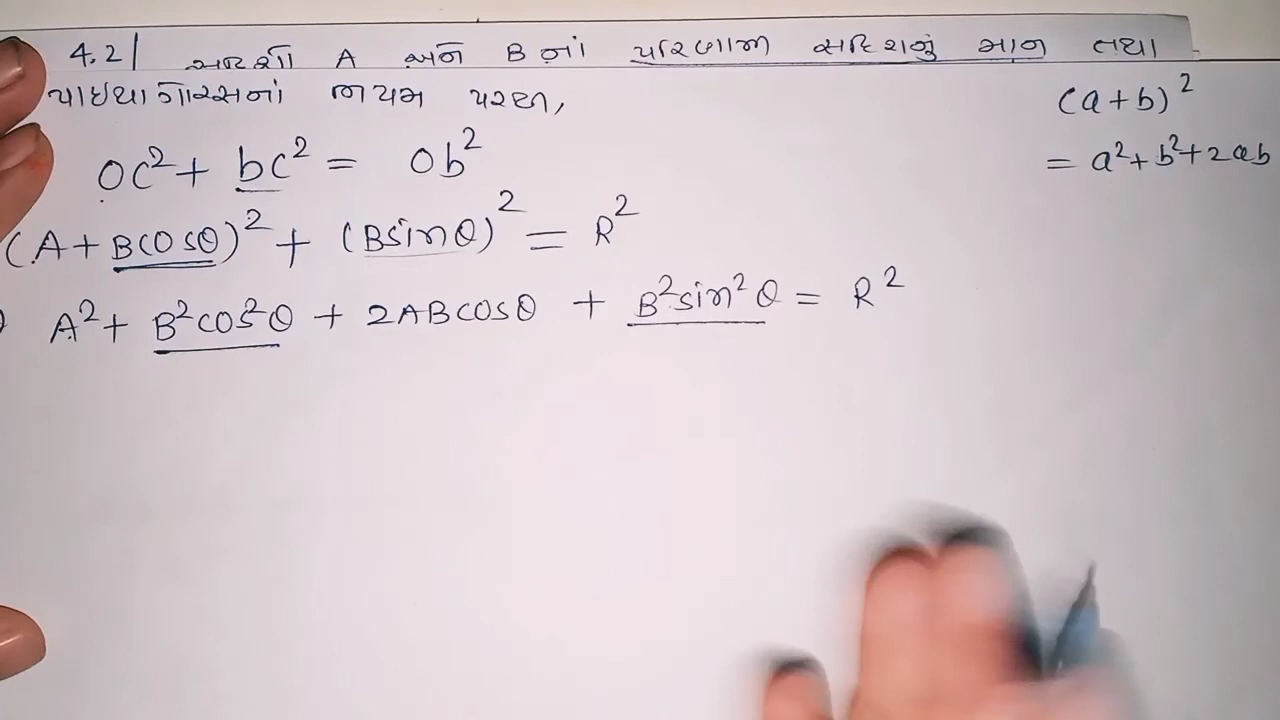 4.2| સદિશો A અને B નાં પરિણામી સદિશનું માન તથા
પાઇથાગોરસનાં નિયમ પરથી,
OC² + bC² = Ob²
(A + BCOSθ)² + (Bsinθ)² = R²
A² + B²cos²θ + 2ABCOSθ + B²sin²θ = R²
(a+b)²
= a²+b²+2ab